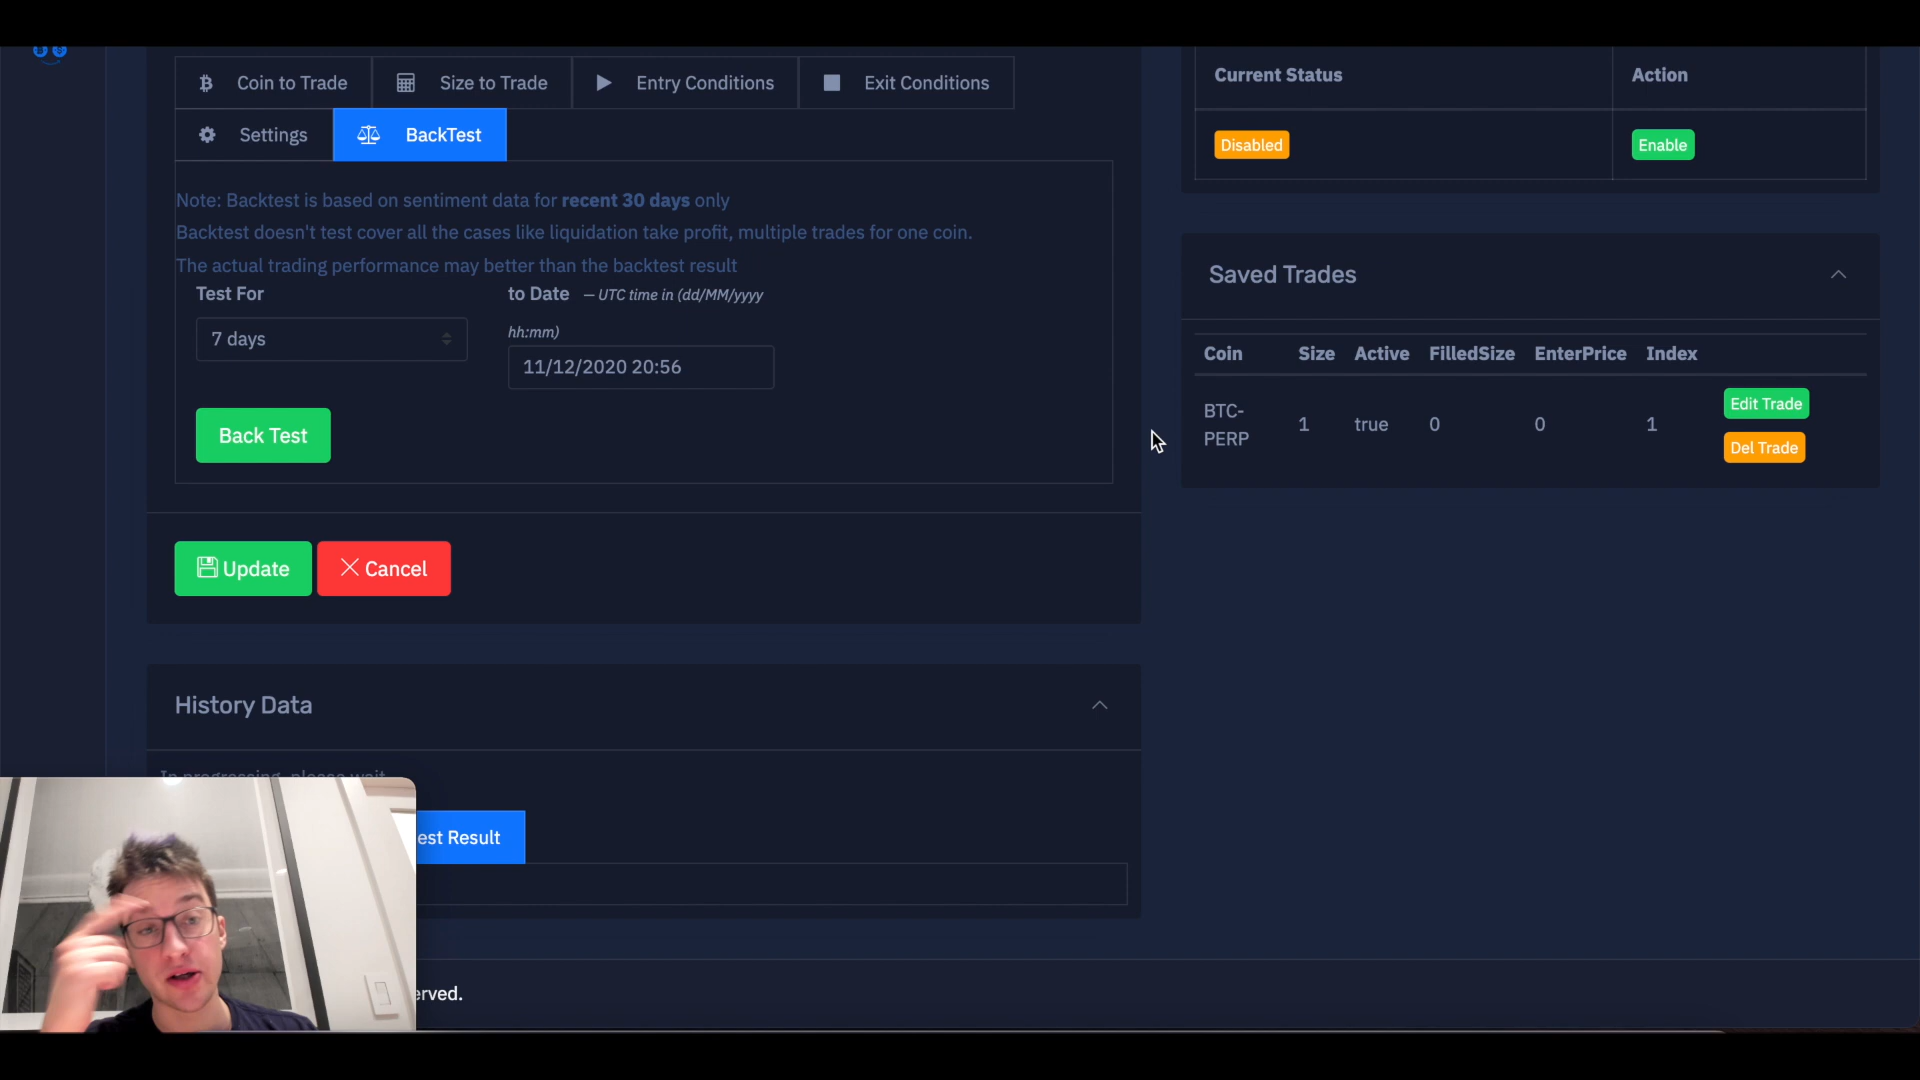 Coin to Trade
Size to Trade
Entry Conditions
Exit Conditions
Settings
BackTest
Note: Backtest is based on sentiment data for recent 30 days only
Backtest doesn't test cover all the cases like liquidation take profit, multiple trades for one coin.
The actual trading performance may better than the backtest result
Test For
to Date – UTC time in (dd/MM/yyyy
hh:mm)
7 days
11/12/2020 20:56
Back Test
Update
Cancel
History Data
In progressing, please wait
est Result
erved.
Current Status Action
Disabled Enable
Saved Trades
Coin Size Active FilledSize EnterPrice Index
BTC-
PERP 1 true 0 0 1
Edit Trade
Del Trade